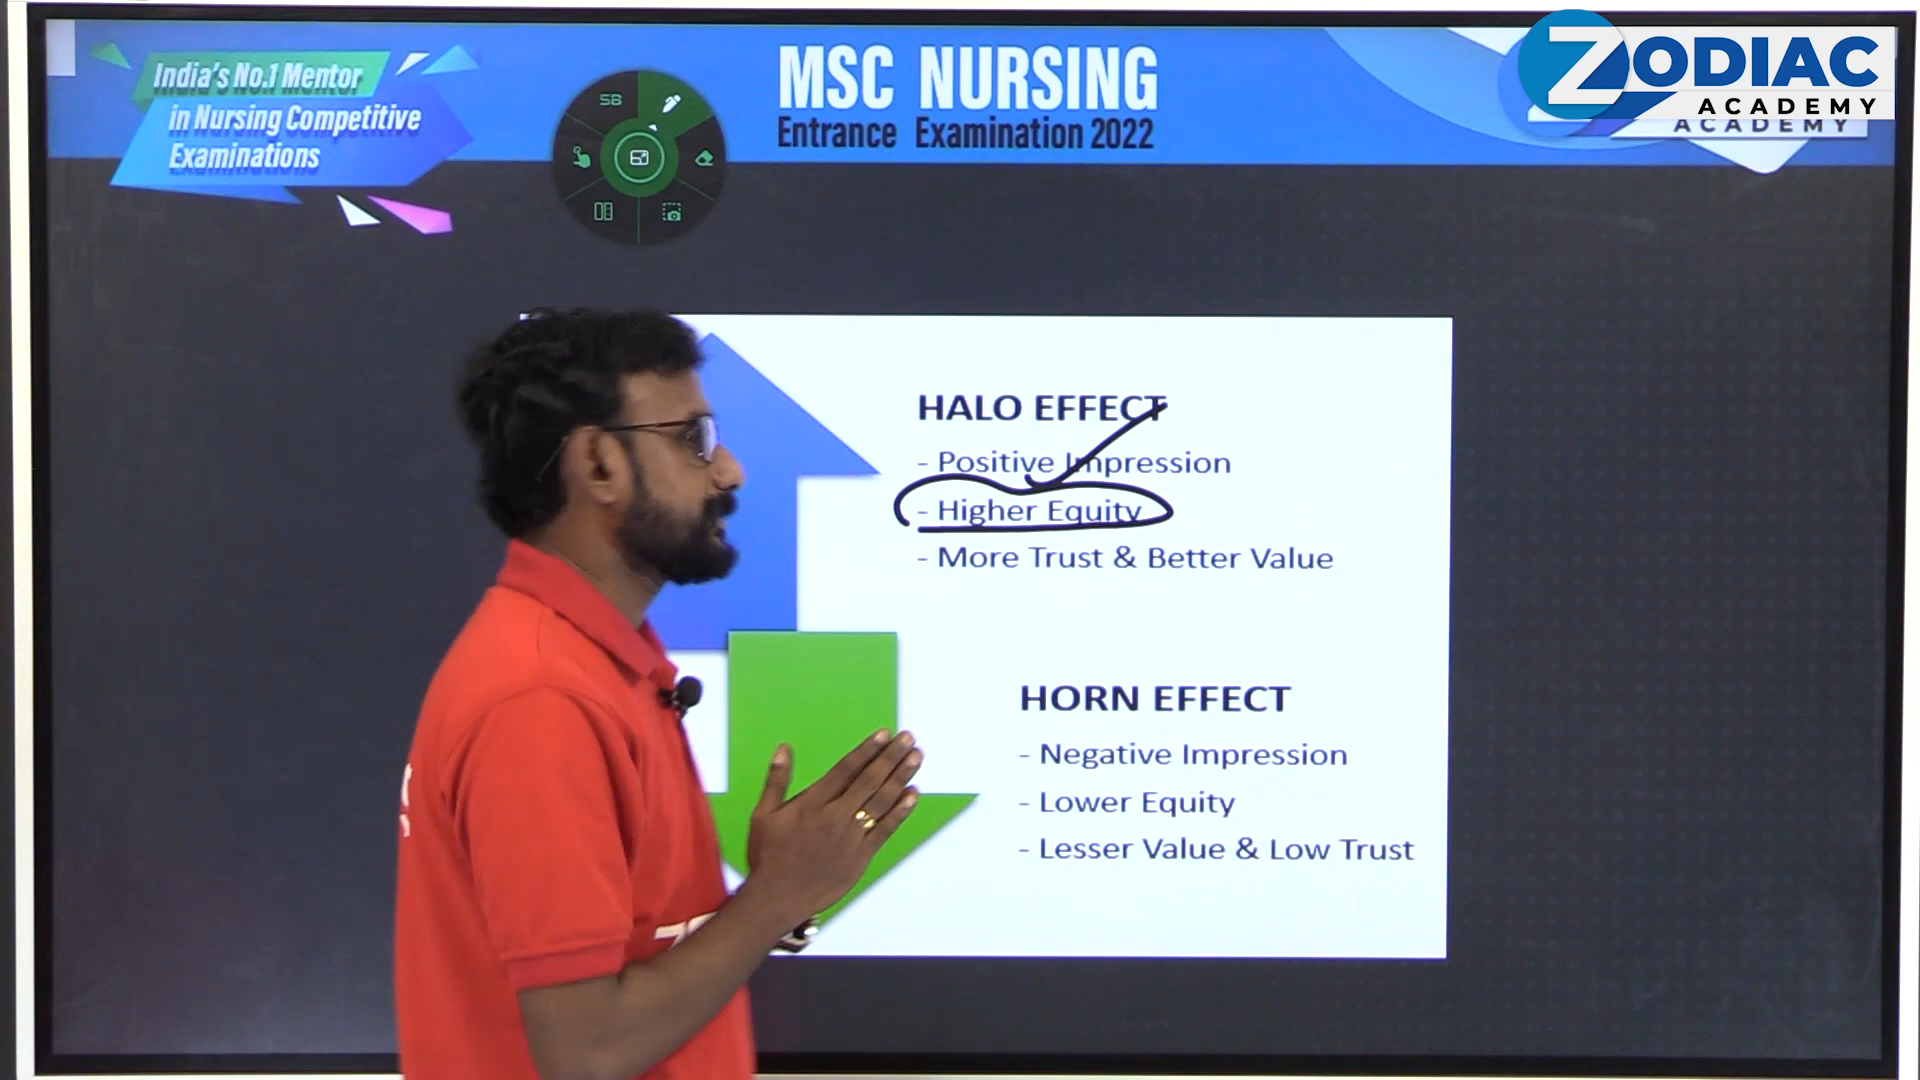 India's No.1 Mentor
in Nursing Competitive
Examinations
SB
MSC NURSING
Entrance Examination 2022
ZODIAC
ACADEMY
ACADEMY
HALO EFFECT
- Positive Impression
- Higher Equity
- More Trust & Better Value
HORN EFFECT
- Negative Impression
- Lower Equity
- Lesser Value & Low Trust